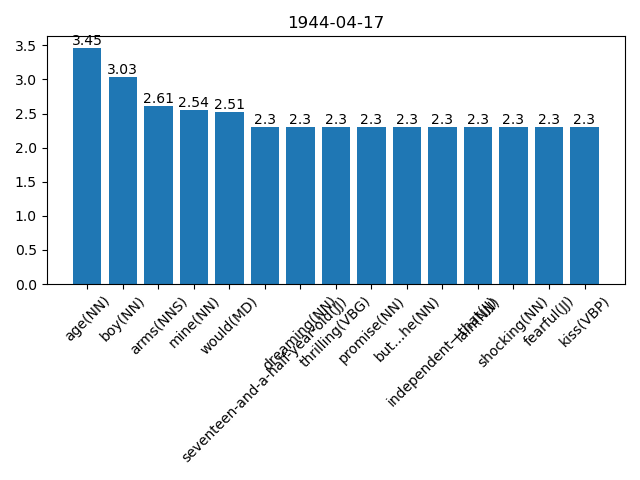 1944-04-17
3.5
3.0
2.5
2.0
1.5
1.0
0.5
0.0
3.45
3.03
2.61
2.54
2.51
2.3
2.3
2.3
2.3
2.3
2.3
2.3
2.3
2.3
2.3
age(NN)
boy(NN)
arms(NNS)
mine(NN)
would(MD)
seventeen-and-a-half-year-old(JJ)
dreaming(NN)
thrilling(VBG)
promise(NN)
but...he(NN)
independent—that(JJ)
shocking(NN)
fearful(JJ)
kiss(VBP)